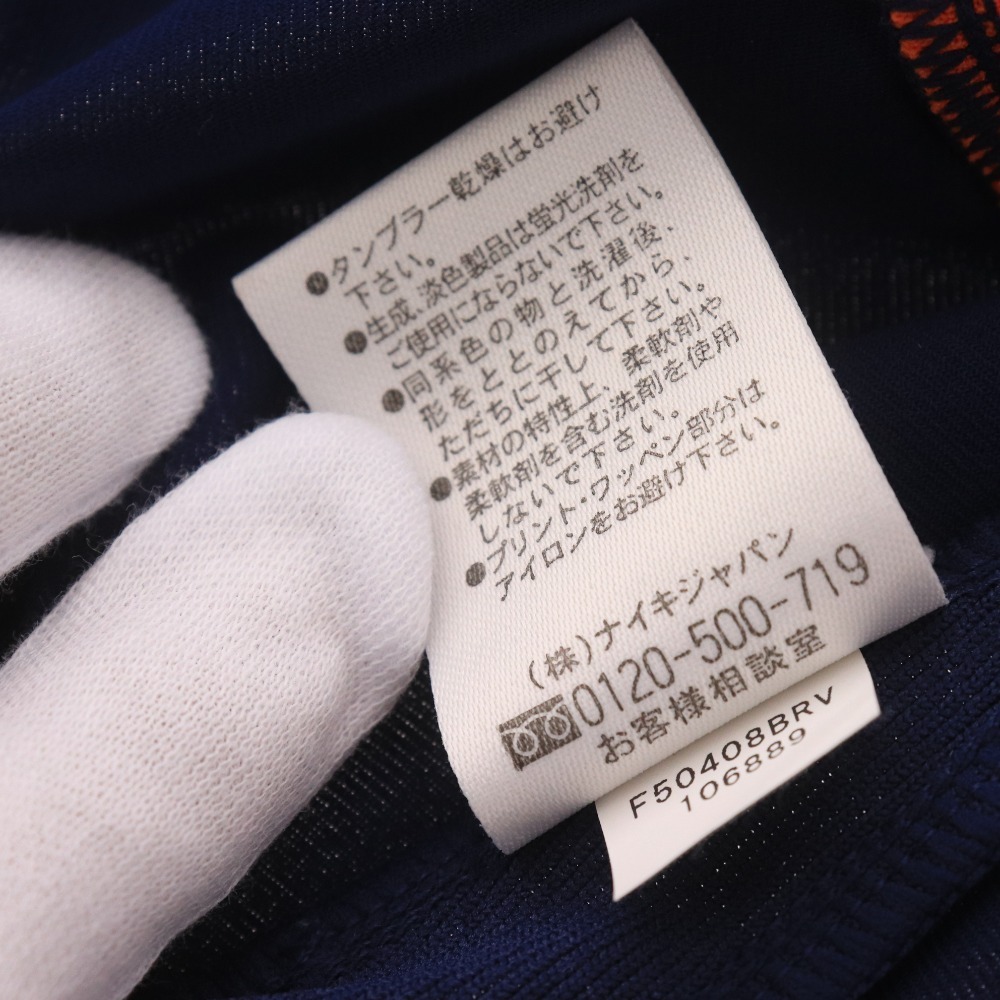 ●タンブラー乾燥はお避け
下さい。
●生成、淡色製品は蛍光洗剤を
ご使用にならないで下さい。
●同系色の物と洗濯後、
形をととのえてから、
ただちに干して下さい。
●素材の特性上、柔軟剤や
柔軟剤を含む洗剤を使用
しないで下さい。
●プリント・ワッペン部分は
アイロンをお避け下さい。
(株)ナイキジャパン
0120-500-719
お客様相談室
F50408BRV
106889